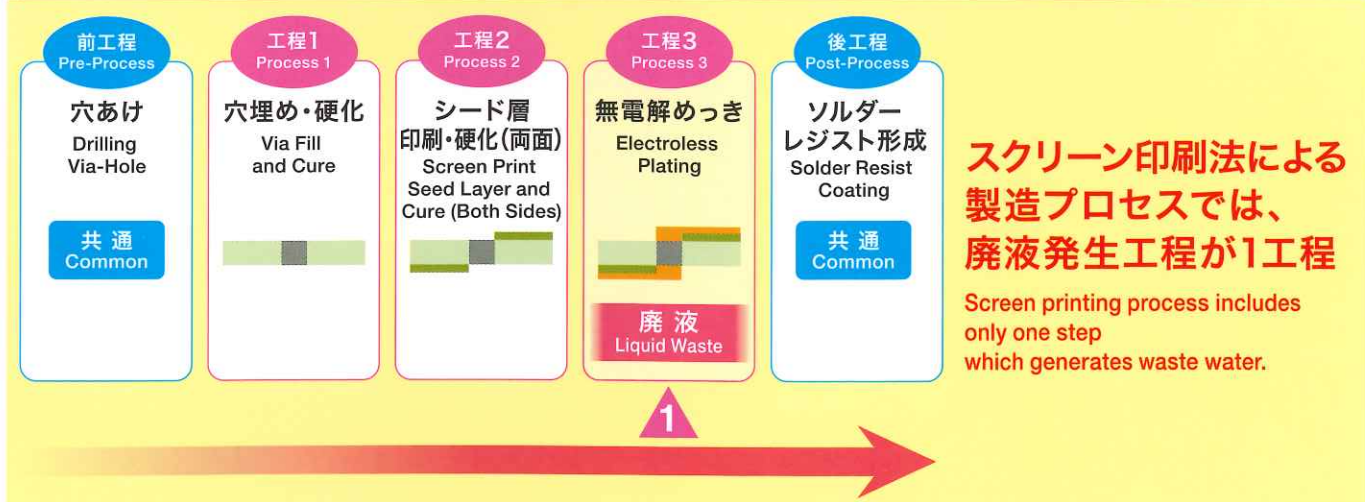 前工程
Pre-Process
穴あけ
Drilling
Via-Hole
共通
Common
工程1
Process 1
穴埋め・硬化
Via Fill
and Cure
工程2
Process 2
シード層
印刷・硬化(両面)
Screen Print
Seed Layer and
Cure (Both Sides)
工程3
Process 3
無電解めっき
Electroless
Plating
廃液
Liquid Waste
1
後工程
Post-Process
ソルダー
レジスト形成
Solder Resist
Coating
共通
Common
スクリーン印刷法による
製造プロセスでは、
廃液発生工程が1工程
Screen printing process includes
only one step
which generates waste water.